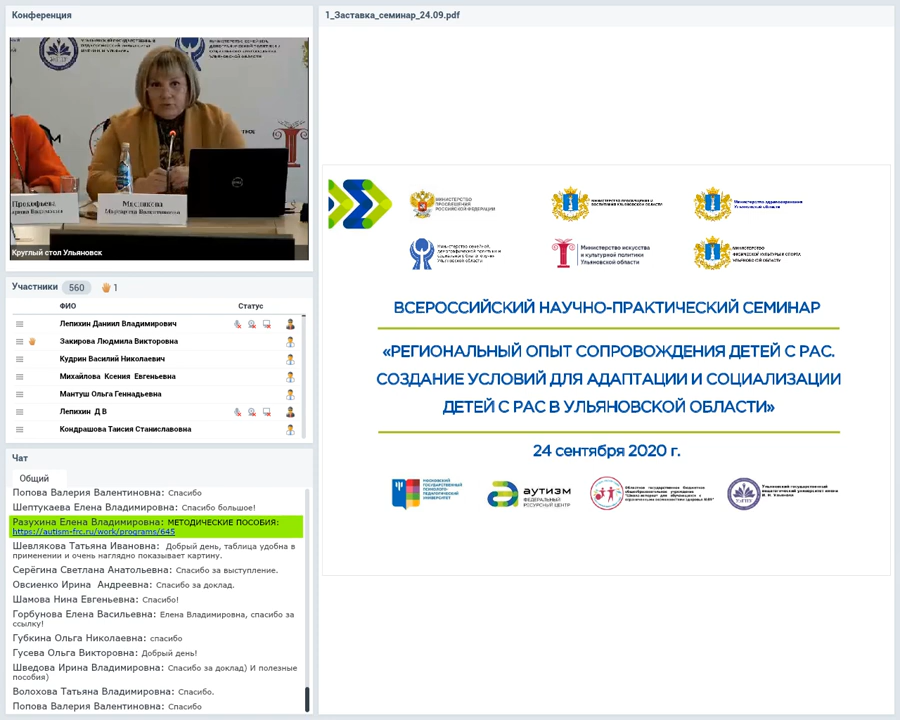 Конференция
Круглый стол Ульяновск
Участники 560 1
ФИО Статус
Лепихин Даниил Владимирович
Закирова Людмила Викторовна
Кудрин Василий Николаевич
Михайлова Ксения Евгеньевна
Мантуш Ольга Геннадьевна
Лепихин Д В
Кондрашова Таисия Станиславовна
Чат
Общий
Попова Валерия Валентиновна: Спасибо
Шептукаева Елена Владимировна: Спасибо большое!
Разухина Елена Владимировна: МЕТОДИЧЕСКИЕ ПОСОБИЯ:
https://autism-frc.ru/work/programs/645
Шевлякова Татьяна Ивановна: Добрый день, таблица удобна в
применении и очень наглядно показывает картину.
Серёгина Светлана Анатольевна: Спасибо за выступление.
Овсиенко Ирина Андреевна: Спасибо за доклад.
Шамова Нина Евгеньевна: Спасибо!
Горбунова Елена Васильевна: Елена Владимировна, спасибо за
ссылку!
Губкина Ольга Николаевна: спасибо
Гусева Ольга Викторовна: Добрый день!
Шведова Ирина Владимировна: Спасибо за доклад) И полезные
пособия)
Волохова Татьяна Владимировна: Спасибо.
Попова Валерия Валентиновна: Спасибо
1_Заставка_семинар_24.09.pdf
МИНИСТЕРСТВО
ПРОСВЕЩЕНИЯ
РОССИЙСКОЙ ФЕДЕРАЦИИ
Министерство искусства
и культурной политики
Ульяновской области
ВСЕРОССИЙСКИЙ НАУЧНО-ПРАКТИЧЕСКИЙ СЕМИНАР
«РЕГИОНАЛЬНЫЙ ОПЫТ СОПРОВОЖДЕНИЯ ДЕТЕЙ С РАС.
СОЗДАНИЕ УСЛОВИЙ ДЛЯ АДАПТАЦИИ И СОЦИАЛИЗАЦИИ
ДЕТЕЙ С РАС В УЛЬЯНОВСКОЙ ОБЛАСТИ»
24 сентября 2020 г.
МОСКОВСКИЙ
ГОСУДАРСТВЕННЫЙ
ПСИХОЛОГО-
ПЕДАГОГИЧЕСКИЙ
УНИВЕРСИТЕТ
аутизм
ФЕДЕРАЛЬНЫЙ
РЕСУРСНЫЙ ЦЕНТР